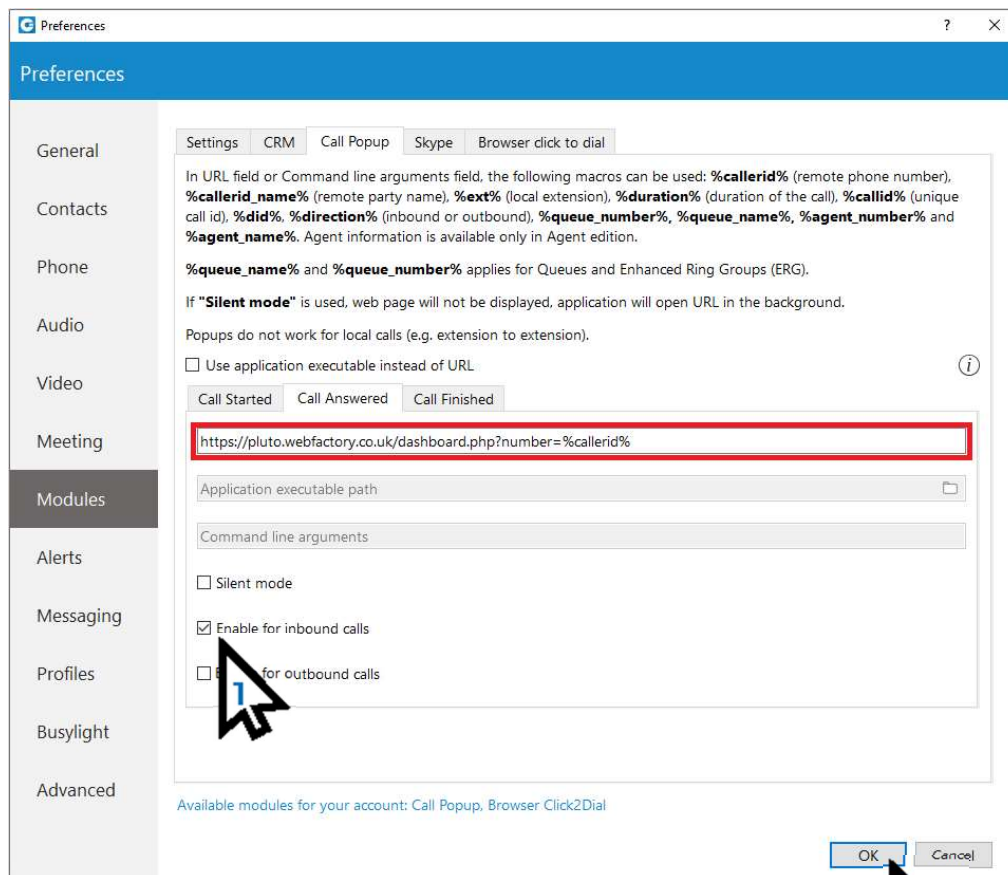 Preferences
?
Preferences
General
Contacts
Phone
Audio
Video
Meeting
Modules
Alerts
Messaging
Profiles
Busylight
Advanced
Settings CRM Call Popup Skype Browser click to dial
In URL field or Command line arguments field, the following macros can be used: %callerid% (remote phone number),
%callerid_name% (remote party name), %ext% (local extension), %duration% (duration of the call), %callid% (unique
call id), %did%, %direction% (inbound or outbound), %queue_number%, %queue_name%, %agent_number% and
%agent_name%. Agent information is available only in Agent edition.
%queue_name% and %queue_number% applies for Queues and Enhanced Ring Groups (ERG).
If "Silent mode" is used, web page will not be displayed, application will open URL in the background.
Popups do not work for local calls (e.g. extension to extension).
Use application executable instead of URL
i
Call Started Call Answered Call Finished
https://pluto.webfactory.co.uk/dashboard.php?number=%callerid%
Application executable path
Command line arguments
Silent mode
Enable for inbound calls
for outbound calls
1
Available modules for your account: Call Popup, Browser Click2Dial
OK Cancel